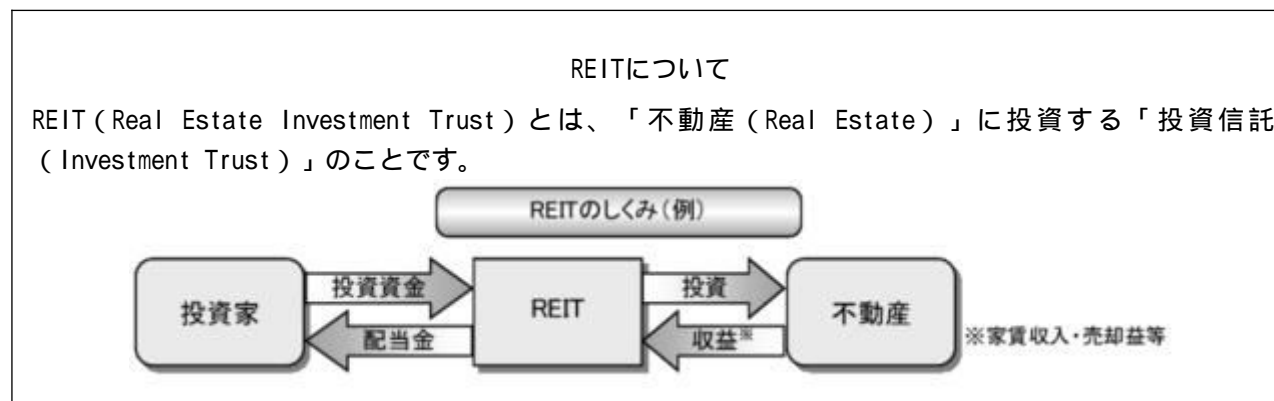 REITについて
REIT(Real Estate Investment Trust)とは、「不動産(Real Estate)」に投資する「投資信託
(Investment Trust)」のことです。
REITのしくみ(例)
投資家
投資資金
配当金
REIT
投資
収益※
不動産
※家賃収入・売却益等